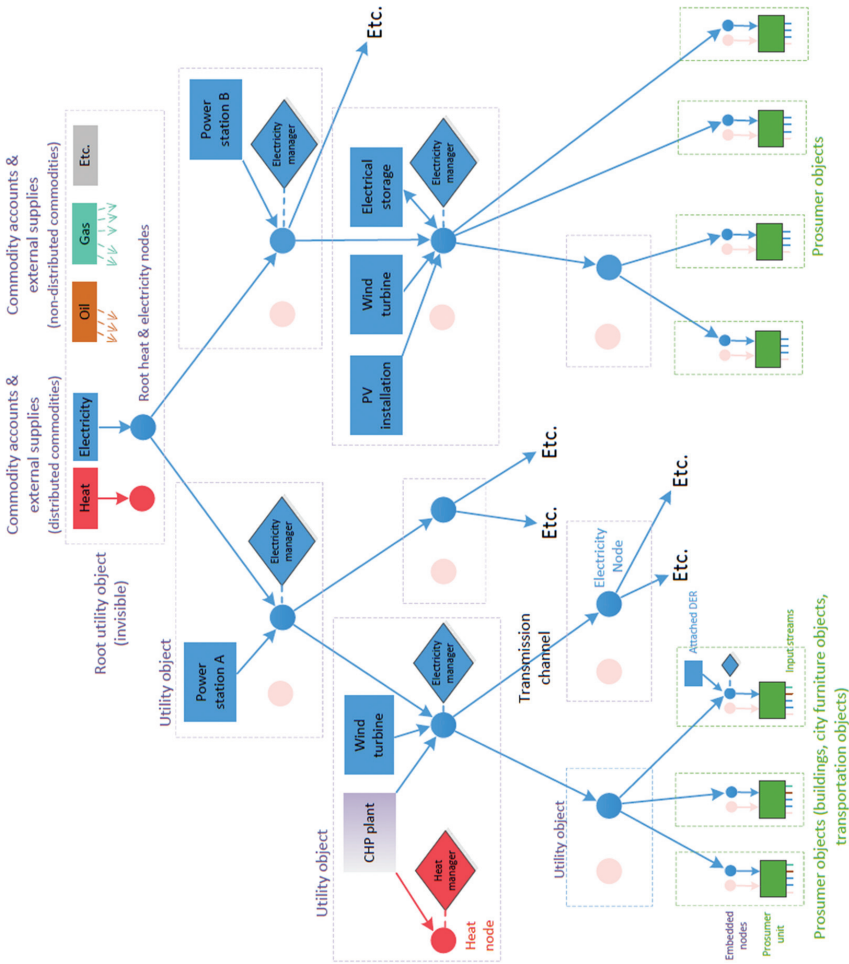 Commodity accounts &
external supplies
(distributed commodities)
Commodity accounts &
external supplies
(non-distributed commodities)
Root utility object
(invisible)
Heat
Electricity
Oil
Gas
Etc.
Root heat & electricity nodes
Utility object
Power
station A
Electricity
manager
Power
station B
Electricity
manager
Etc.
Utility object
CHP plant
Wind
turbine
Heat
manager
Electricity
manager
Heat
node
PV
installation
Wind
turbine
Electrical
storage
Electricity
manager
Etc.
Etc.
Transmission
channel
Utility object
Electricity
Node
Etc.
Etc.
Attached DER
Embedded
nodes
Prosumer
unit
Input streams
Prosumer objects (buildings, city furniture objects,
transportation objects)
Prosumer objects